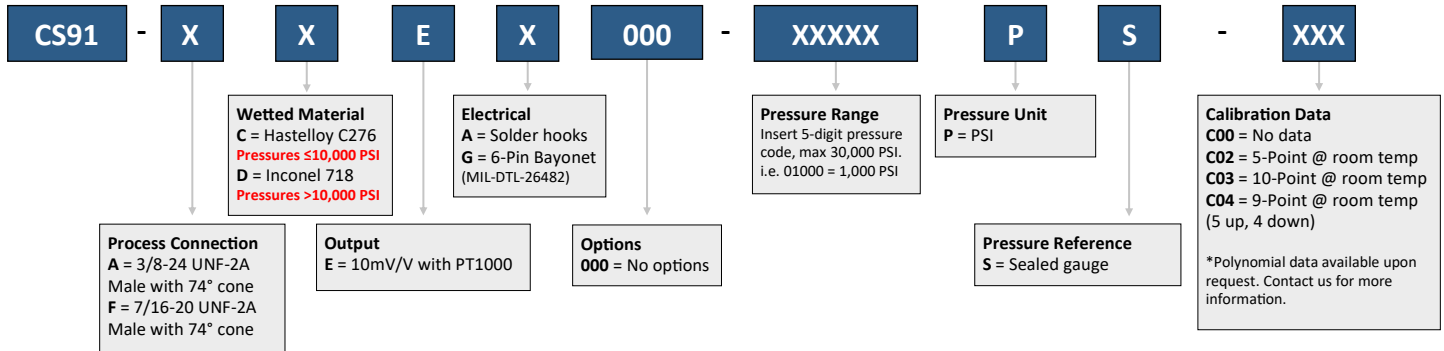 CS91 - X X E X 000 - XXXXX P S - XXX
Wetted Material
C = Hastelloy C276
Pressures ≤10,000 PSI
D = Inconel 718
Pressures >10,000 PSI
Electrical
A = Solder hooks
G = 6-Pin Bayonet
(MIL-DTL-26482)
Pressure Range
Insert 5-digit pressure
code, max 30,000 PSI.
i.e. 01000 = 1,000 PSI
Pressure Unit
P = PSI
Calibration Data
C00 = No data
C02 = 5-Point @ room temp
C03 = 10-Point @ room temp
C04 = 9-Point @ room temp
(5 up, 4 down)
*Polynomial data available upon
request. Contact us for more
information.
Process Connection
A = 3/8-24 UNF-2A
Male with 74° cone
F = 7/16-20 UNF-2A
Male with 74° cone
Output
E = 10mV/V with PT1000
Options
000 = No options
Pressure Reference
S = Sealed gauge